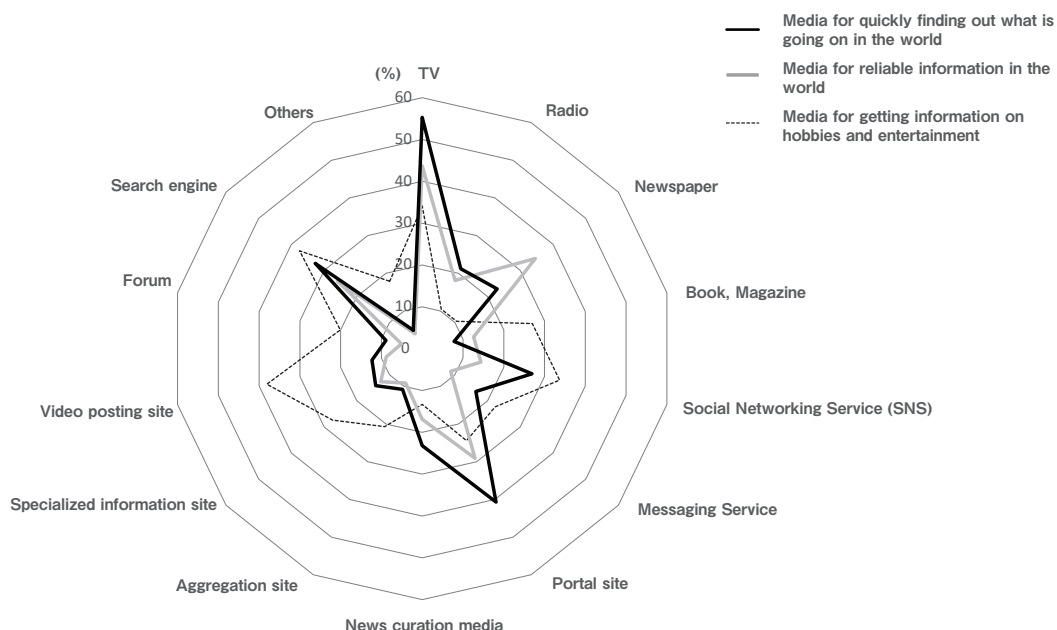 Media for quickly finding out what is
going on in the world
Media for reliable information in the
world
Media for getting information on
hobbies and entertainment
(%) TV
60
50
40
30
20
10
0
Radio
Newspaper
Book, Magazine
Social Networking Service (SNS)
Messaging Service
Portal site
News curation media
Aggregation site
Specialized information site
Video posting site
Forum
Search engine
Others